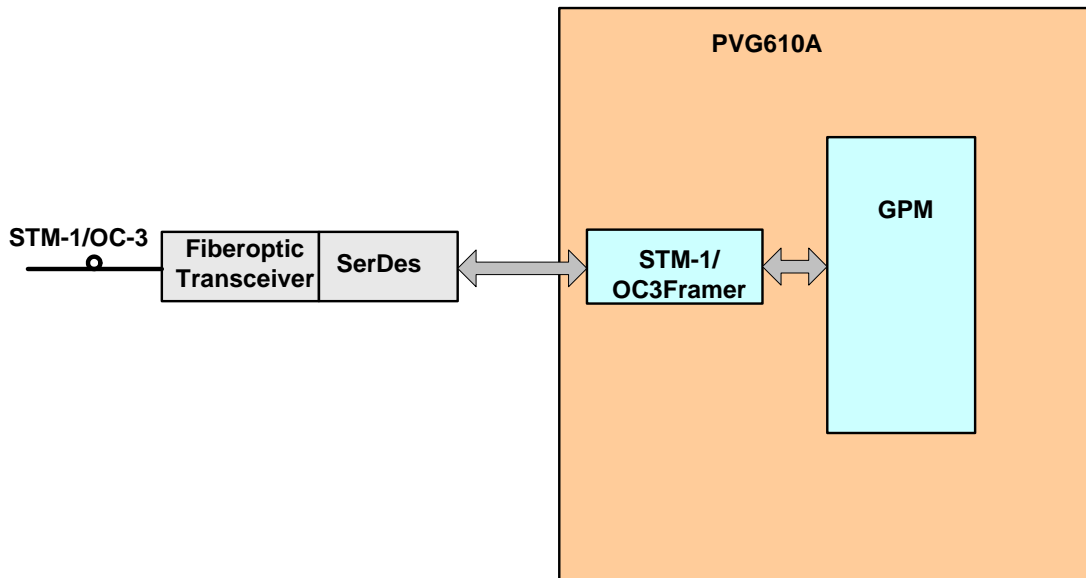 PVG610A
GPM
STM-1/OC-3
Fiberoptic
Transceiver
SerDes
STM-1/
OC3Framer